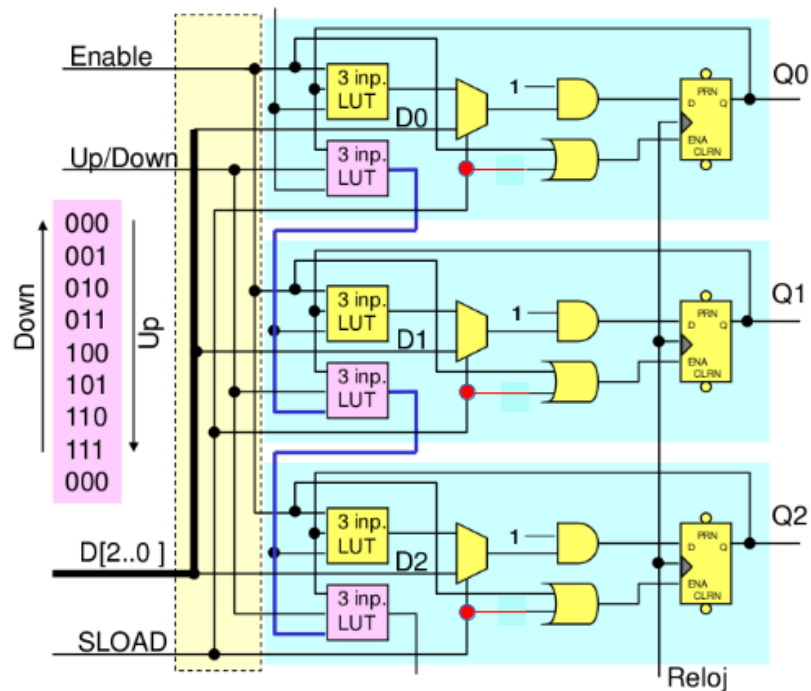 Enable
Up/Down
Down
000
001
010
011
100
101
110
111
000
Up
D[2..0 ]
SLOAD
3 inp.
LUT
D0
3 inp.
LUT
1
PRN
D Q
ENA
CLRN
Q0
3 inp.
LUT
D1
3 inp.
LUT
1
PRN
D Q
ENA
CLRN
Q1
3 inp.
LUT
D2
3 inp.
LUT
1
PRN
D Q
ENA
CLRN
Q2
Reloj